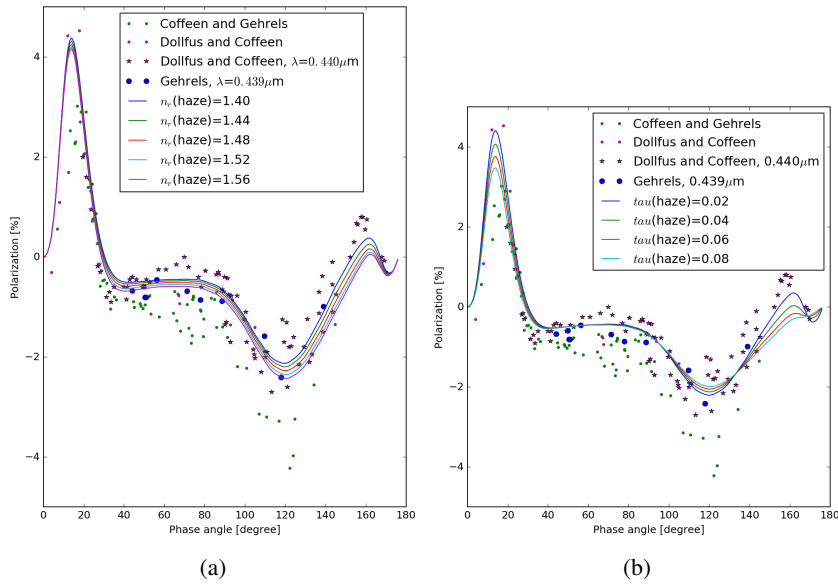 Coffeen and Gehrels
Dollfus and Coffeen
Dollfus and Coffeen, λ=0.440μm
Gehrels, λ=0.439μm
n_r(haze)=1.40
n_r(haze)=1.44
n_r(haze)=1.48
n_r(haze)=1.52
n_r(haze)=1.56
Polarization [%]
4
2
0
−2
−4
0 20 40 60 80 100 120 140 160 180
Phase angle [degree]
(a)
Coffeen and Gehrels
Dollfus and Coffeen
Dollfus and Coffeen, 0.440μm
Gehrels, 0.439μm
tau(haze)=0.02
tau(haze)=0.04
tau(haze)=0.06
tau(haze)=0.08
Polarization [%]
4
2
0
−2
−4
0 20 40 60 80 100 120 140 160 180
Phase angle [degree]
(b)